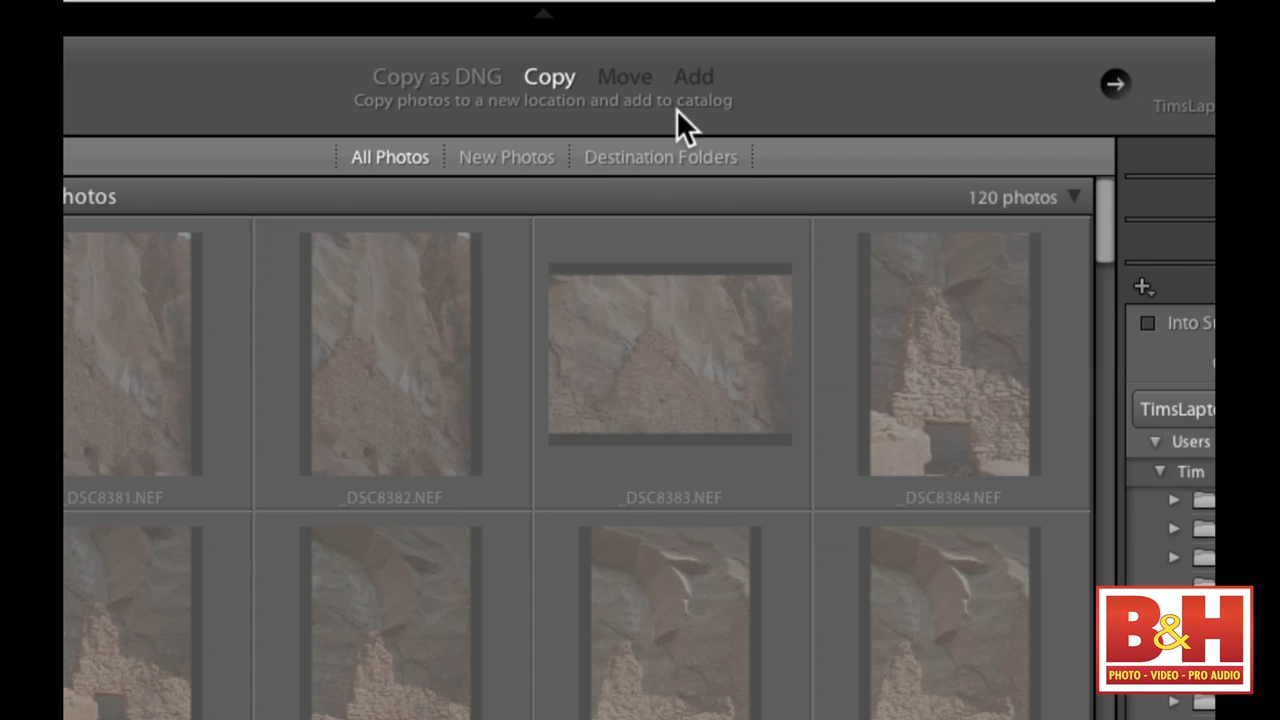 Copy as DNG Copy Move Add
Copy photos to a new location and add to catalog
TimsLap
All Photos New Photos Destination Folders
hotos
120 photos
Into Su
TimsLapto
Users
Tim
_DSC8381.NEF
_DSC8382.NEF
_DSC8383.NEF
_DSC8384.NEF
B&H
PHOTO - VIDEO - PRO AUDIO